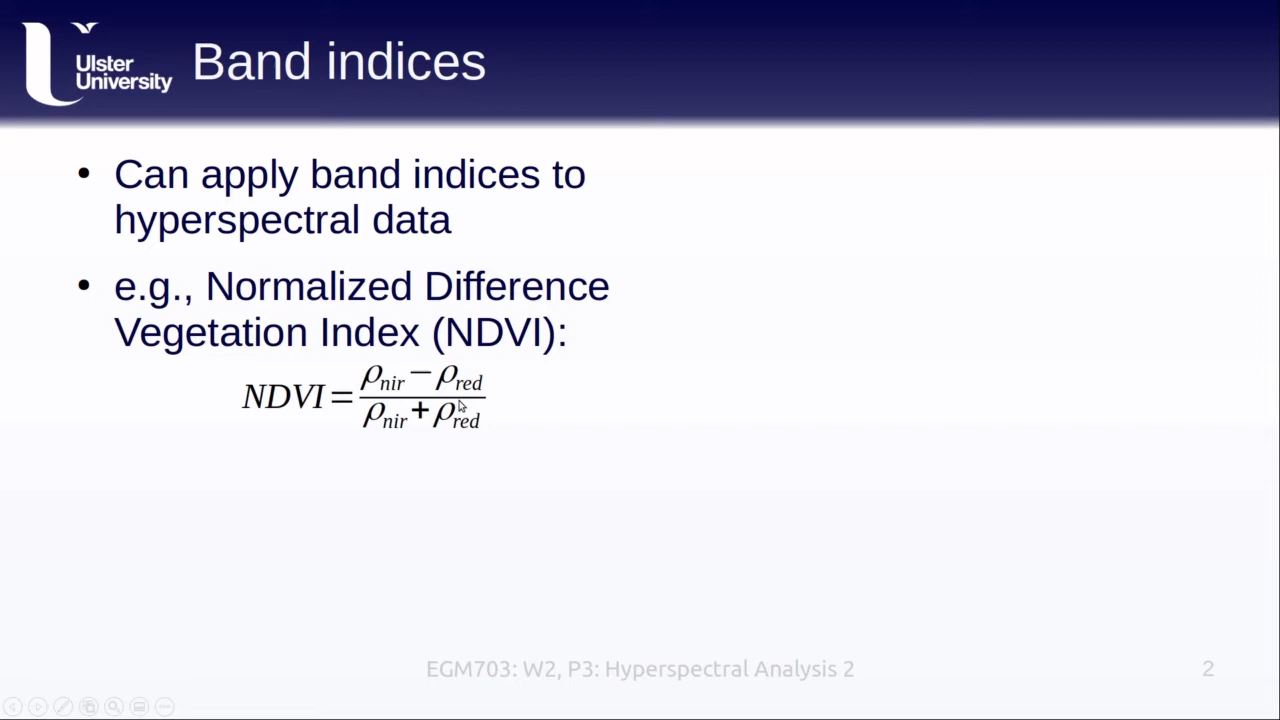 Ulster
University
Band indices
• Can apply band indices to
hyperspectral data
• e.g., Normalized Difference
Vegetation Index (NDVI):
NDVI = (ρnir − ρred) / (ρnir + ρred)
EGM703: W2, P3: Hyperspectral Analysis 2
2